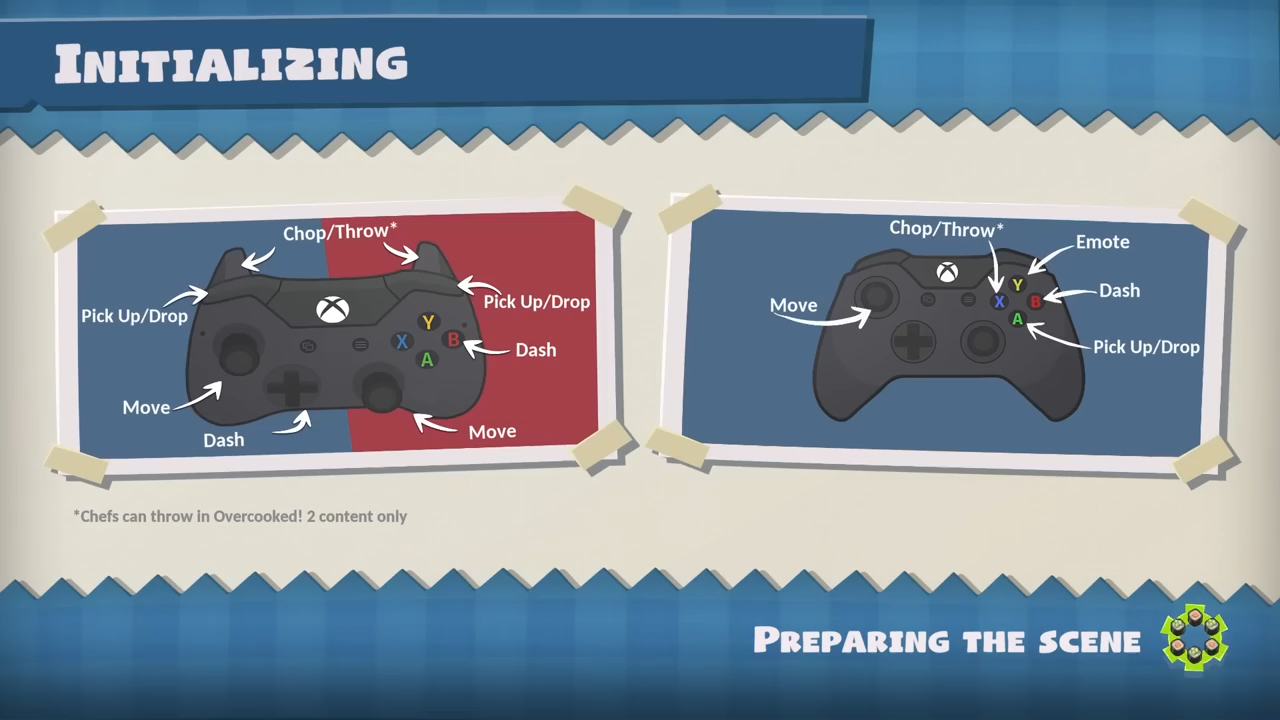 INITIALIZING
Chop/Throw*
Pick Up/Drop
Pick Up/Drop
Y
X
B
A
Dash
Move
Dash
Move
Chop/Throw*
Emote
Move
Y
X
B
A
Dash
Pick Up/Drop
*Chefs can throw in Overcooked! 2 content only
PREPARING THE SCENE